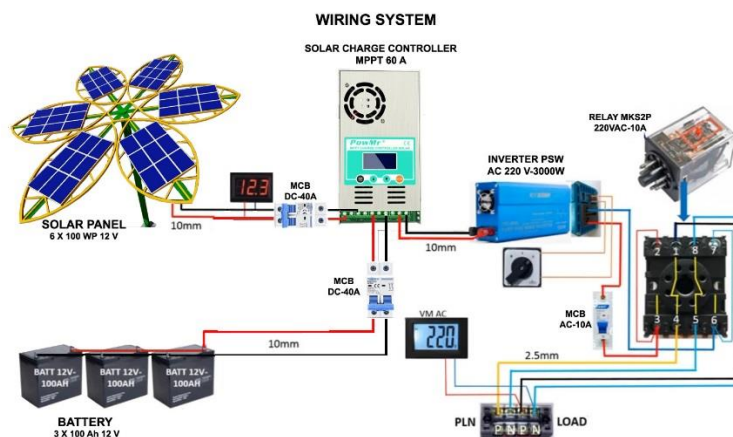 WIRING SYSTEM
SOLAR CHARGE CONTROLLER
MPPT 60 A
RELAY MKS2P
220VAC-10A
PowMr
INVERTER PSW
AC 220 V-3000W
12.3
MCB
DC-40A
SOLAR PANEL
6 X 100 WP 12 V
10mm
10mm
2 1 8 7
MCB
DC-40A
MCB
AC-10A
3 4 5 6
VM AC
220
10mm
2.5mm
BATT 12V-
100AH
BATT 12V-
100AH
BATT 12V-
100AH
PLN
P N P N
LOAD
BATTERY
3 X 100 Ah 12 V